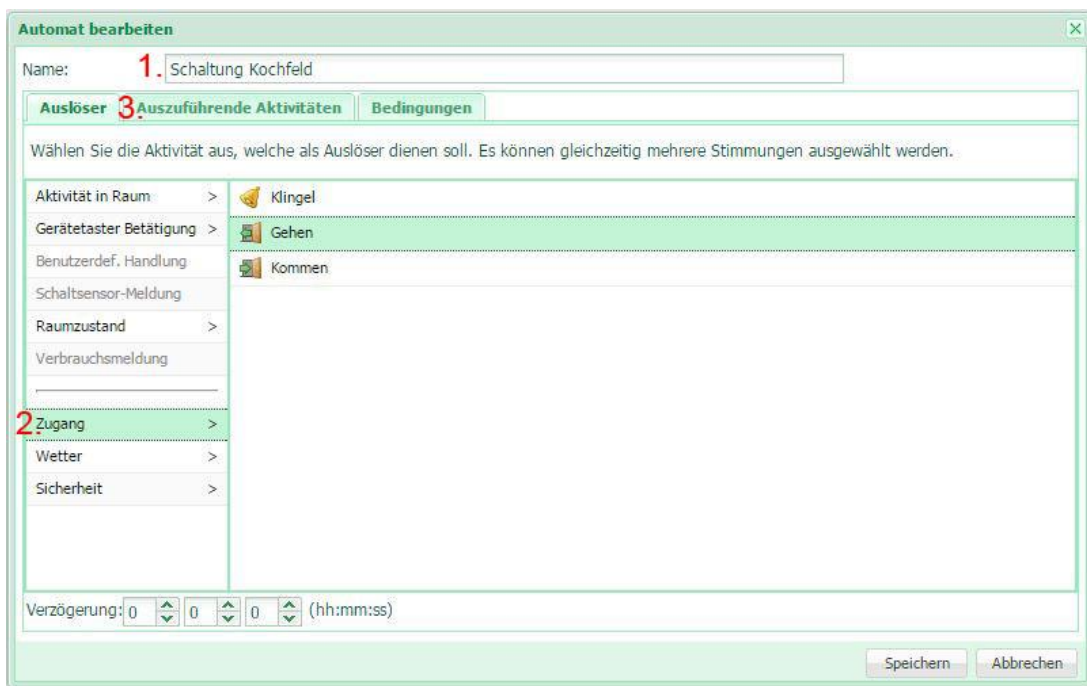 Automat bearbeiten
Name: 1. Schaltung Kochfeld
Auslöser 3. Auszuführende Aktivitäten Bedingungen
Wählen Sie die Aktivität aus, welche als Auslöser dienen soll. Es können gleichzeitig mehrere Stimmungen ausgewählt werden.
Aktivität in Raum >
Gerätetaster Betätigung >
Benutzerdef. Handlung
Schaltsensor-Meldung
Raumzustand >
Verbrauchsmeldung
2. Zugang >
Wetter >
Sicherheit >
Klingel
Gehen
Kommen
Verzögerung: 0 0 0 (hh:mm:ss)
Speichern Abbrechen